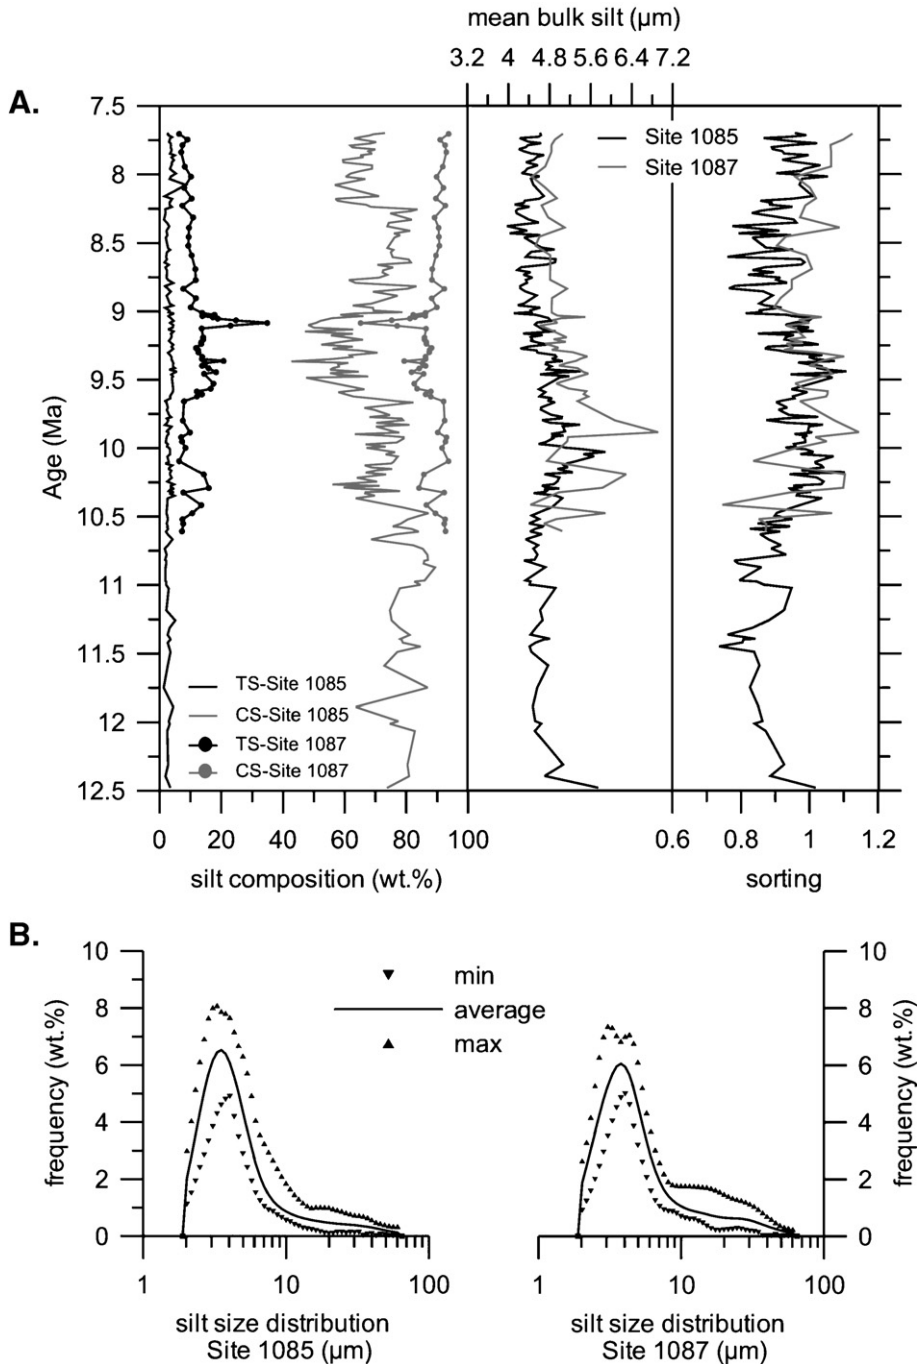 mean bulk silt (µm)
3.2 4 4.8 5.6 6.4 7.2
A.
7.5
8
8.5
9
9.5
10
10.5
11
11.5
12
12.5
Age (Ma)
Site 1085
Site 1087
TS-Site 1085
CS-Site 1085
TS-Site 1087
CS-Site 1087
0 20 40 60 80 100
0.6 0.8 1 1.2
silt composition (wt.%)
sorting
B.
10
8
6
4
2
0
frequency (wt.%)
min
average
max
10
8
6
4
2
0
frequency (wt.%)
1 10 100
1 10 100
silt size distribution
Site 1085 (µm)
silt size distribution
Site 1087 (µm)